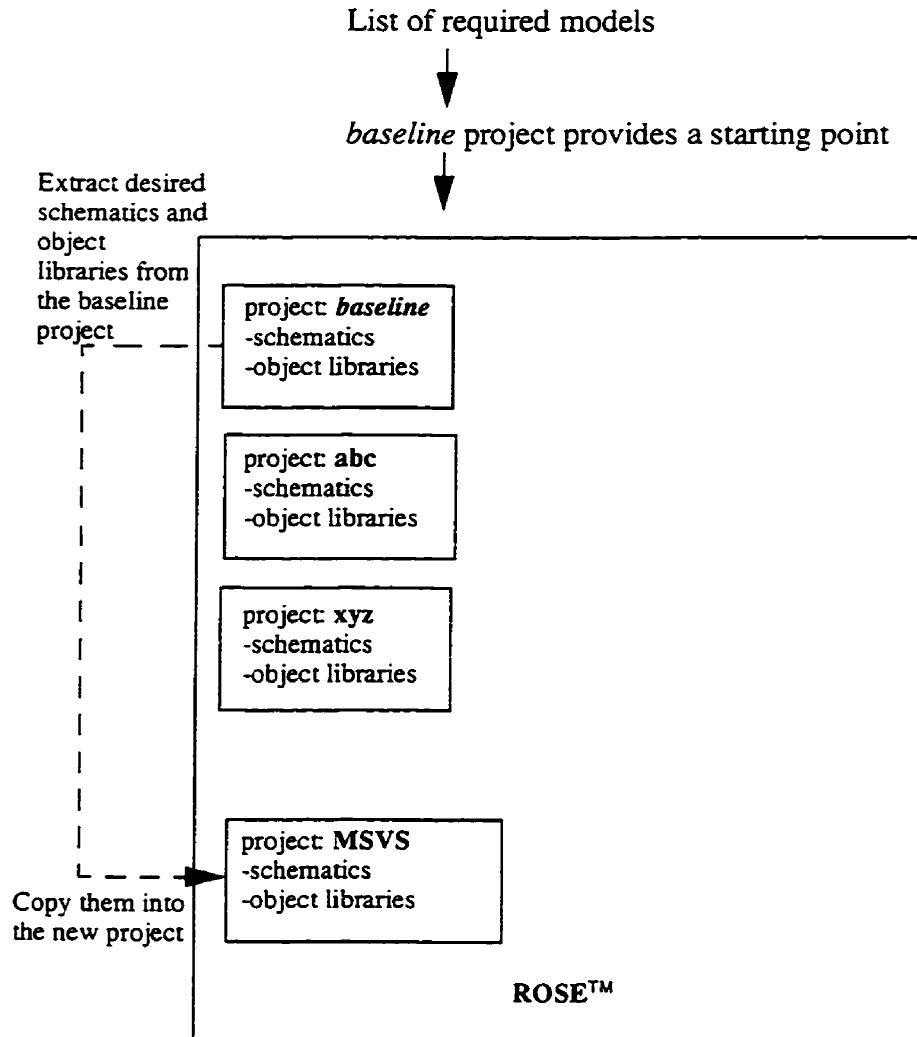 List of required models
baseline project provides a starting point
Extract desired
schematics and
object
libraries from
the baseline
project
project: baseline
-schematics
-object libraries
project: abc
-schematics
-object libraries
project: xyz
-schematics
-object libraries
project: MSVS
-schematics
-object libraries
Copy them into
the new project
ROSE™